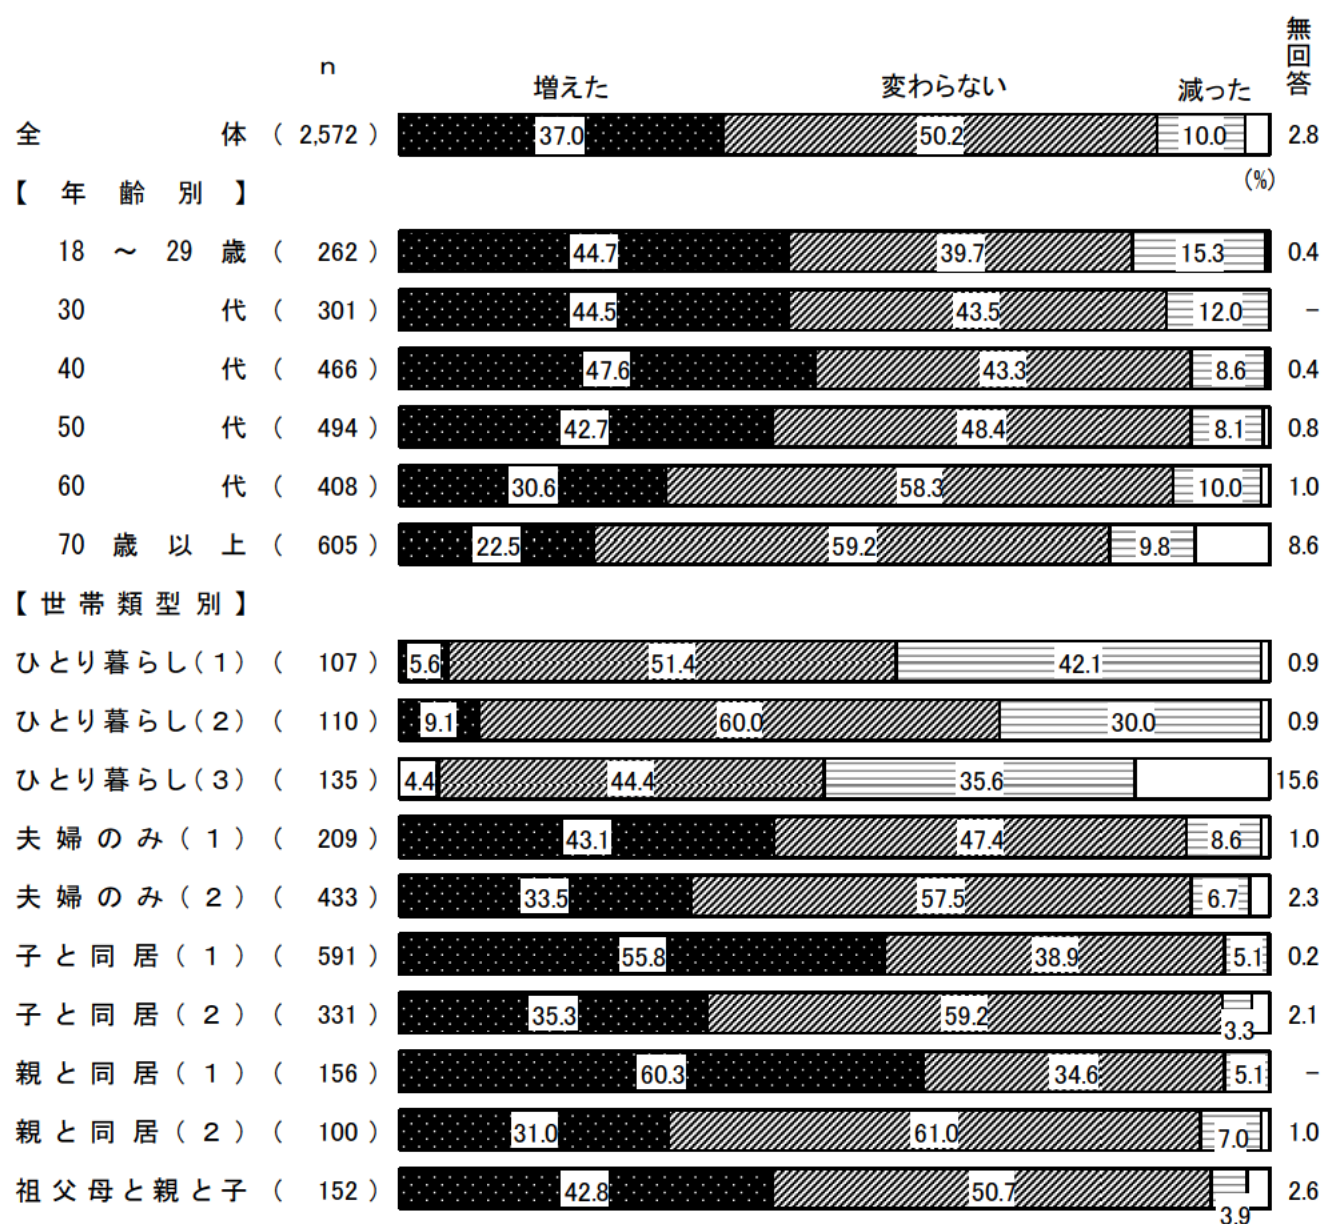 n 増えた 変わらない 減った 無回答
全体 ( 2,572 ) 37.0 50.2 10.0 2.8
(%)
【年齢別】
18～29歳 ( 262 ) 44.7 39.7 15.3 0.4
30代 ( 301 ) 44.5 43.5 12.0 -
40代 ( 466 ) 47.6 43.3 8.6 0.4
50代 ( 494 ) 42.7 48.4 8.1 0.8
60代 ( 408 ) 30.6 58.3 10.0 1.0
70歳以上 ( 605 ) 22.5 59.2 9.8 8.6
【世帯類型別】
ひとり暮らし(1) ( 107 ) 5.6 51.4 42.1 0.9
ひとり暮らし(2) ( 110 ) 9.1 60.0 30.0 0.9
ひとり暮らし(3) ( 135 ) 4.4 44.4 35.6 15.6
夫婦のみ(1) ( 209 ) 43.1 47.4 8.6 1.0
夫婦のみ(2) ( 433 ) 33.5 57.5 6.7 2.3
子と同居(1) ( 591 ) 55.8 38.9 5.1 0.2
子と同居(2) ( 331 ) 35.3 59.2 3.3 2.1
親と同居(1) ( 156 ) 60.3 34.6 5.1 -
親と同居(2) ( 100 ) 31.0 61.0 7.0 1.0
祖父母と親と子 ( 152 ) 42.8 50.7 3.9 2.6